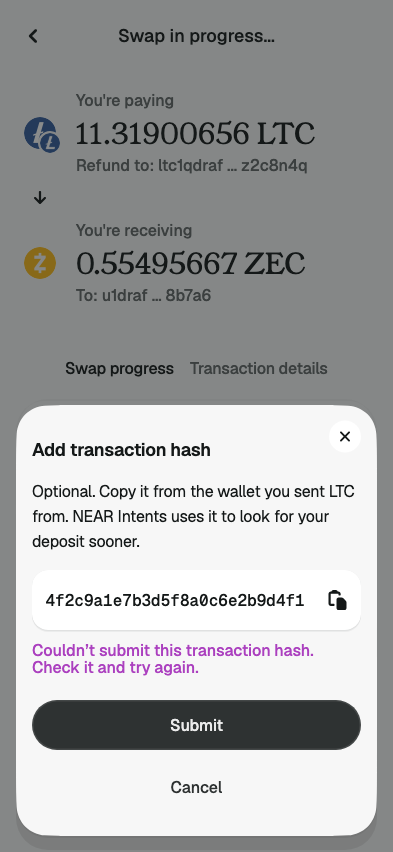 Swap in progress...
You're paying
11.31900656 LTC
Refund to: ltc1qdraf ... z2c8n4q
You're receiving
0.55495667 ZEC
To: u1draf ... 8b7a6
Swap progress
Transaction details
Add transaction hash
Optional. Copy it from the wallet you sent LTC
from. NEAR Intents uses it to look for your
deposit sooner.
4f2c9a1e7b3d5f8a0c6e2b9d4f1
Couldn’t submit this transaction hash.
Check it and try again.
Submit
Cancel